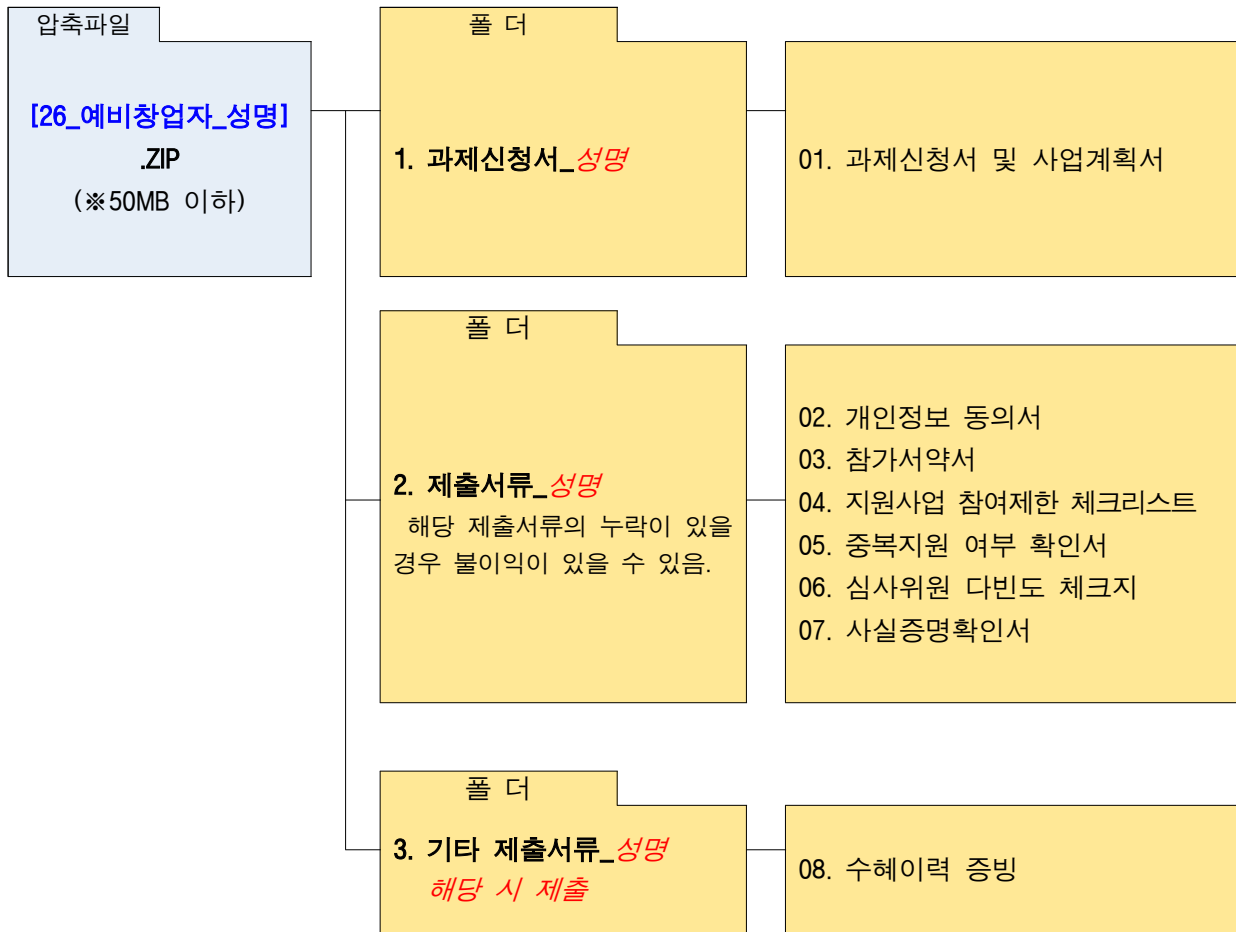 압축파일
[26_예비창업자_성명]
.ZIP
(※50MB 이하)
폴 더
1. 과제신청서_성명
01. 과제신청서 및 사업계획서
폴 더
2. 제출서류_성명
해당 제출서류의 누락이 있을
경우 불이익이 있을 수 있음.
02. 개인정보 동의서
03. 참가서약서
04. 지원사업 참여제한 체크리스트
05. 중복지원 여부 확인서
06. 심사위원 다빈도 체크지
07. 사실증명확인서
폴 더
3. 기타 제출서류_성명
해당 시 제출
08. 수혜이력 증빙